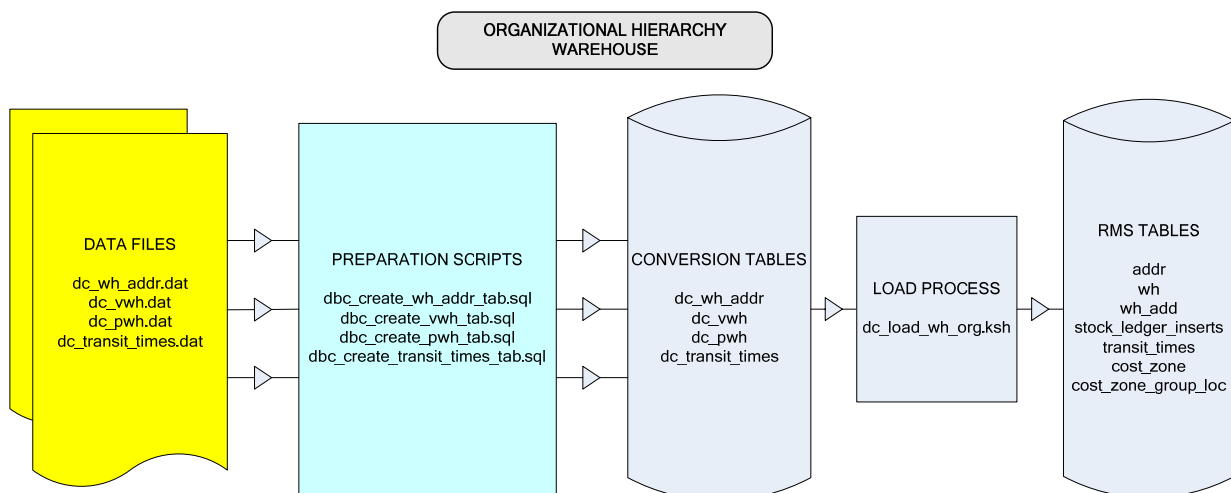 ORGANIZATIONAL HIERARCHY
WAREHOUSE
DATA FILES
dc_wh_addr.dat
dc_vwh.dat
dc_pwh.dat
dc_transit_times.dat
PREPARATION SCRIPTS
dbc_create_wh_addr_tab.sql
dbc_create_vwh_tab.sql
dbc_create_pwh_tab.sql
dbc_create_transit_times_tab.sql
CONVERSION TABLES
dc_wh_addr
dc_vwh
dc_pwh
dc_transit_times
LOAD PROCESS
dc_load_wh_org.ksh
RMS TABLES
addr
wh
wh_add
stock_ledger_inserts
transit_times
cost_zone
cost_zone_group_loc